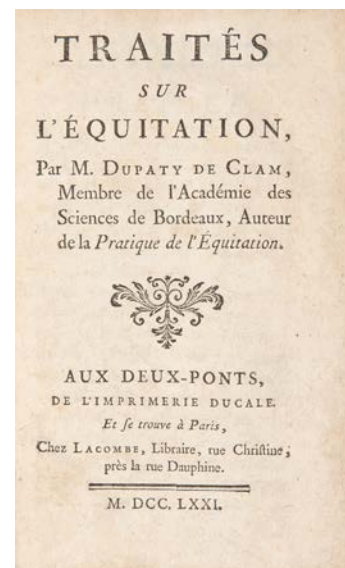 TRAITÉS
SUR
L'ÉQUITATION,
Par M. DUPATY DE CLAM,
Membre de l'Académie des
Sciences de Bordeaux, Auteur
de la Pratique de l'Équitation.
AUX DEUX-PONTS,
DE L'IMPRIMERIE DUCALE.
Et ſe trouve à Paris,
Chez LACOMBE, Libraire, rue Chriſtine,
près la rue Dauphine.
M. DCC. LXXI.